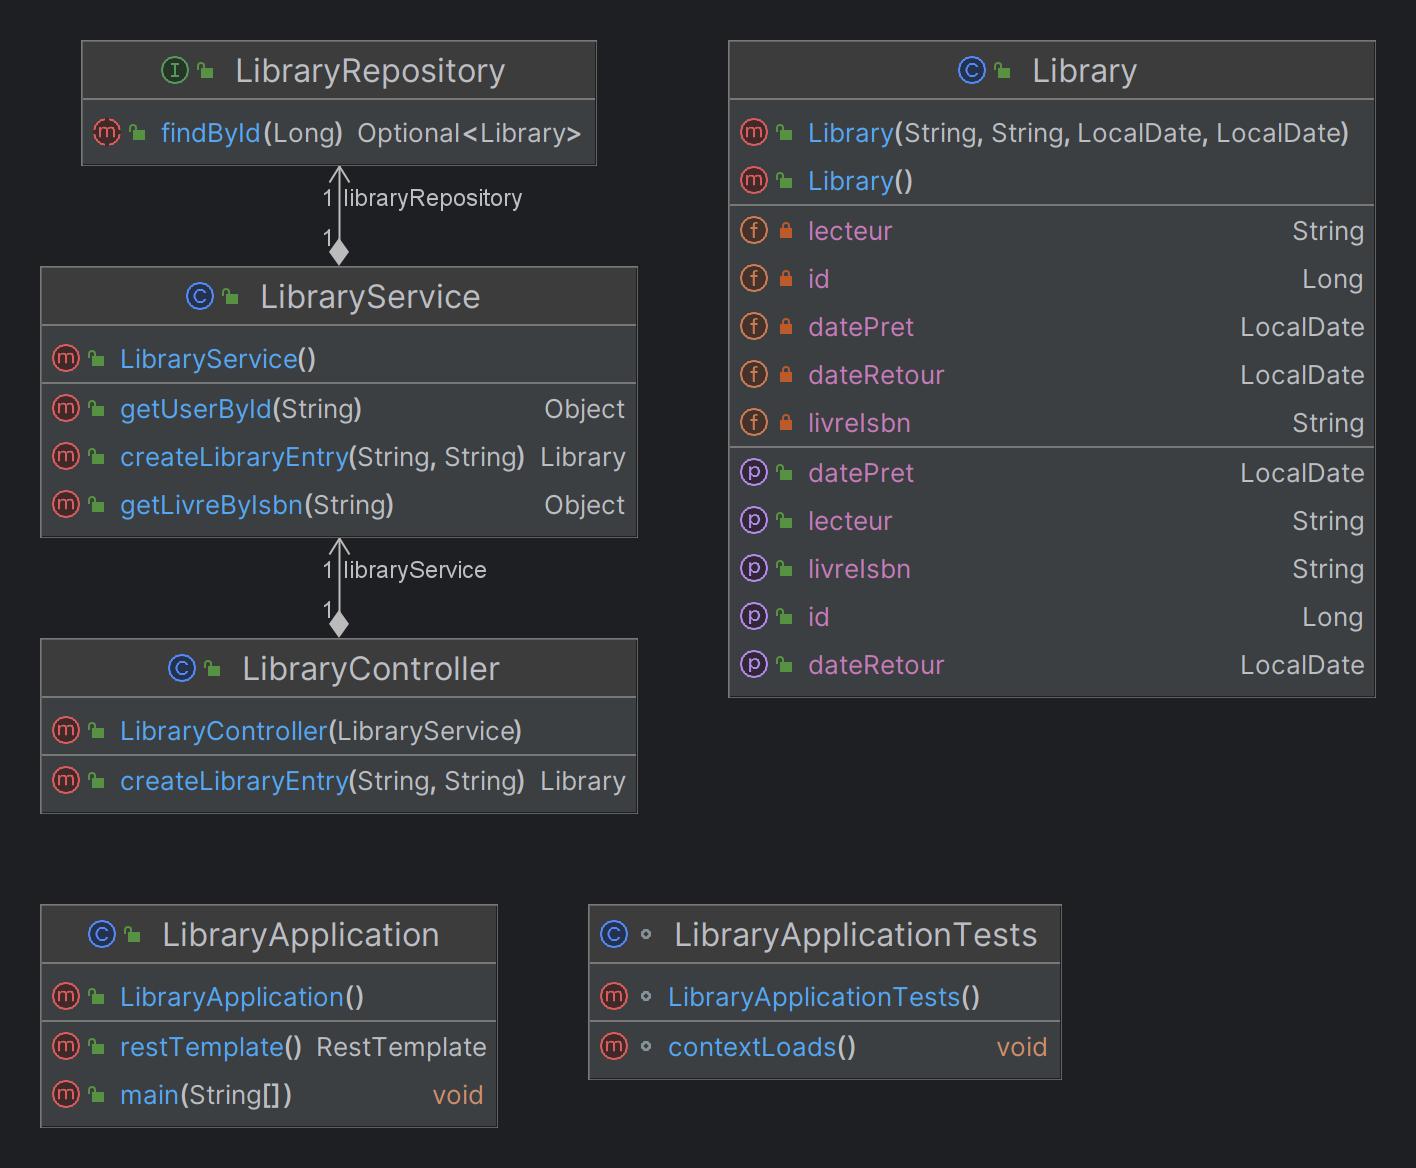 LibraryRepository
findById(Long) Optional<Library>
1 libraryRepository
1
LibraryService
LibraryService()
getUserById(String) Object
createLibraryEntry(String, String) Library
getLivreByIsbn(String) Object
1 libraryService
1
LibraryController
LibraryController(LibraryService)
createLibraryEntry(String, String) Library
Library
Library(String, String, LocalDate, LocalDate)
Library()
lecteur String
id Long
datePret LocalDate
dateRetour LocalDate
livreIsbn String
datePret LocalDate
lecteur String
livreIsbn String
id Long
dateRetour LocalDate
LibraryApplication
LibraryApplication()
restTemplate() RestTemplate
main(String[]) void
LibraryApplicationTests
LibraryApplicationTests()
contextLoads() void